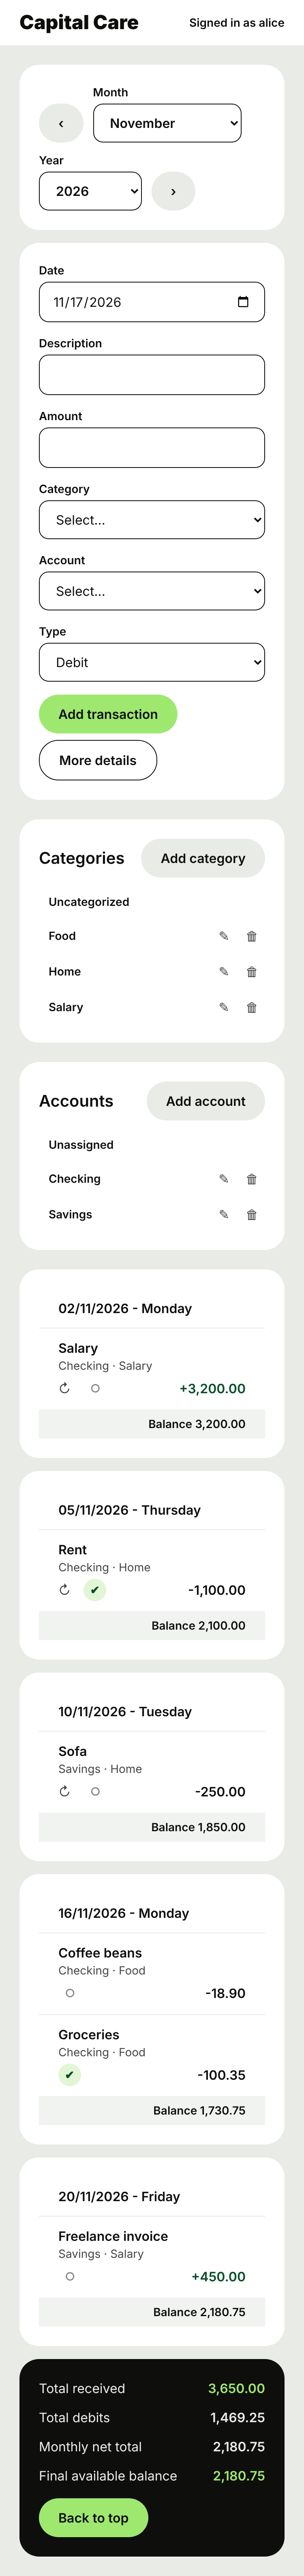 Capital Care
Signed in as alice
Month
‹
November
Year
2026
›
Date
11/17/2026
Description
Amount
Category
Select...
Account
Select...
Type
Debit
Add transaction
More details
Categories
Add category
Uncategorized
Food
Home
Salary
Accounts
Add account
Unassigned
Checking
Savings
02/11/2026 - Monday
Salary
Checking · Salary
+3,200.00
Balance 3,200.00
05/11/2026 - Thursday
Rent
Checking · Home
-1,100.00
Balance 2,100.00
10/11/2026 - Tuesday
Sofa
Savings · Home
-250.00
Balance 1,850.00
16/11/2026 - Monday
Coffee beans
Checking · Food
-18.90
Groceries
Checking · Food
-100.35
Balance 1,730.75
20/11/2026 - Friday
Freelance invoice
Savings · Salary
+450.00
Balance 2,180.75
Total received 3,650.00
Total debits 1,469.25
Monthly net total 2,180.75
Final available balance 2,180.75
Back to top